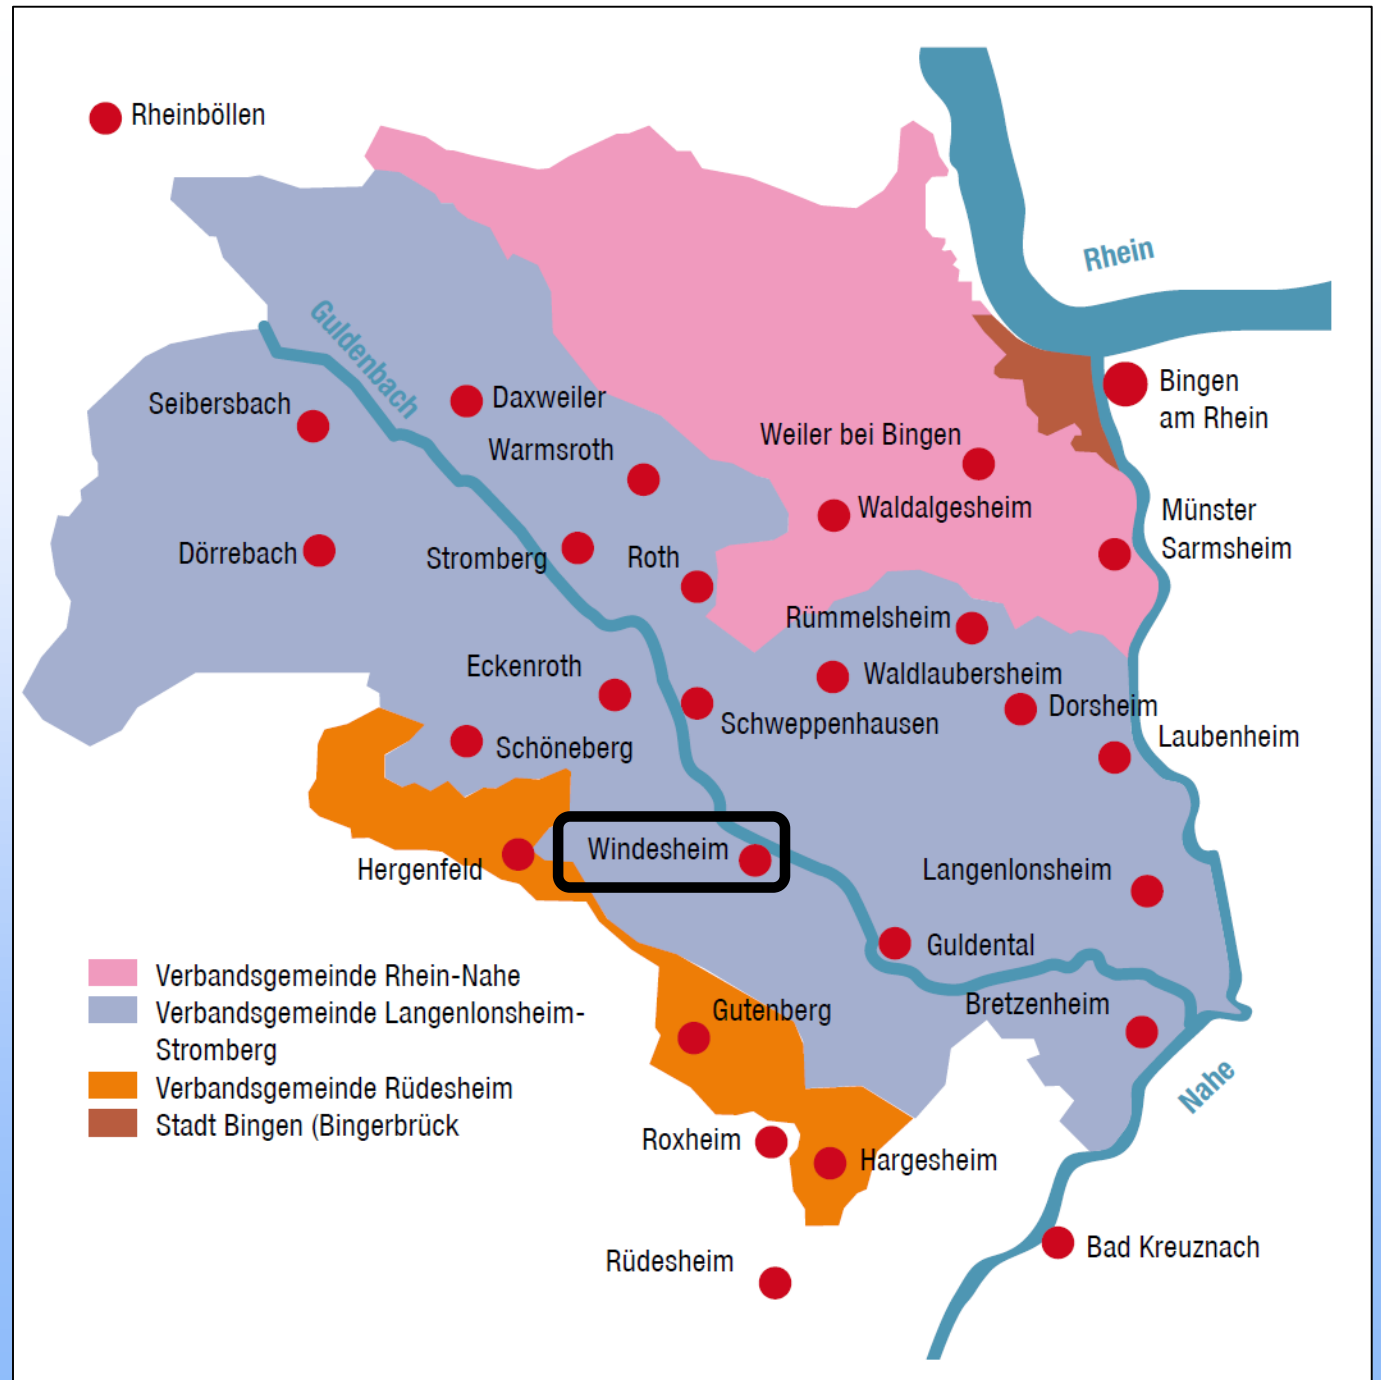 Rheinböllen
Rhein
Guldenbach
Bingen
am Rhein
Daxweiler
Seibersbach
Weiler bei Bingen
Warmsroth
Waldalgesheim
Münster
Sarmsheim
Dörrebach
Stromberg
Roth
Rümmelsheim
Eckenroth
Waldlaubersheim
Dorsheim
Schweppenhausen
Laubenheim
Schöneberg
Windesheim
Hergenfeld
Langenlonsheim
Guldental
Verbandsgemeinde Rhein-Nahe
Verbandsgemeinde Langenlonsheim-
Stromberg
Verbandsgemeinde Rüdesheim
Stadt Bingen (Bingerbrück
Bretzenheim
Gutenberg
Nahe
Roxheim
Hargesheim
Bad Kreuznach
Rüdesheim